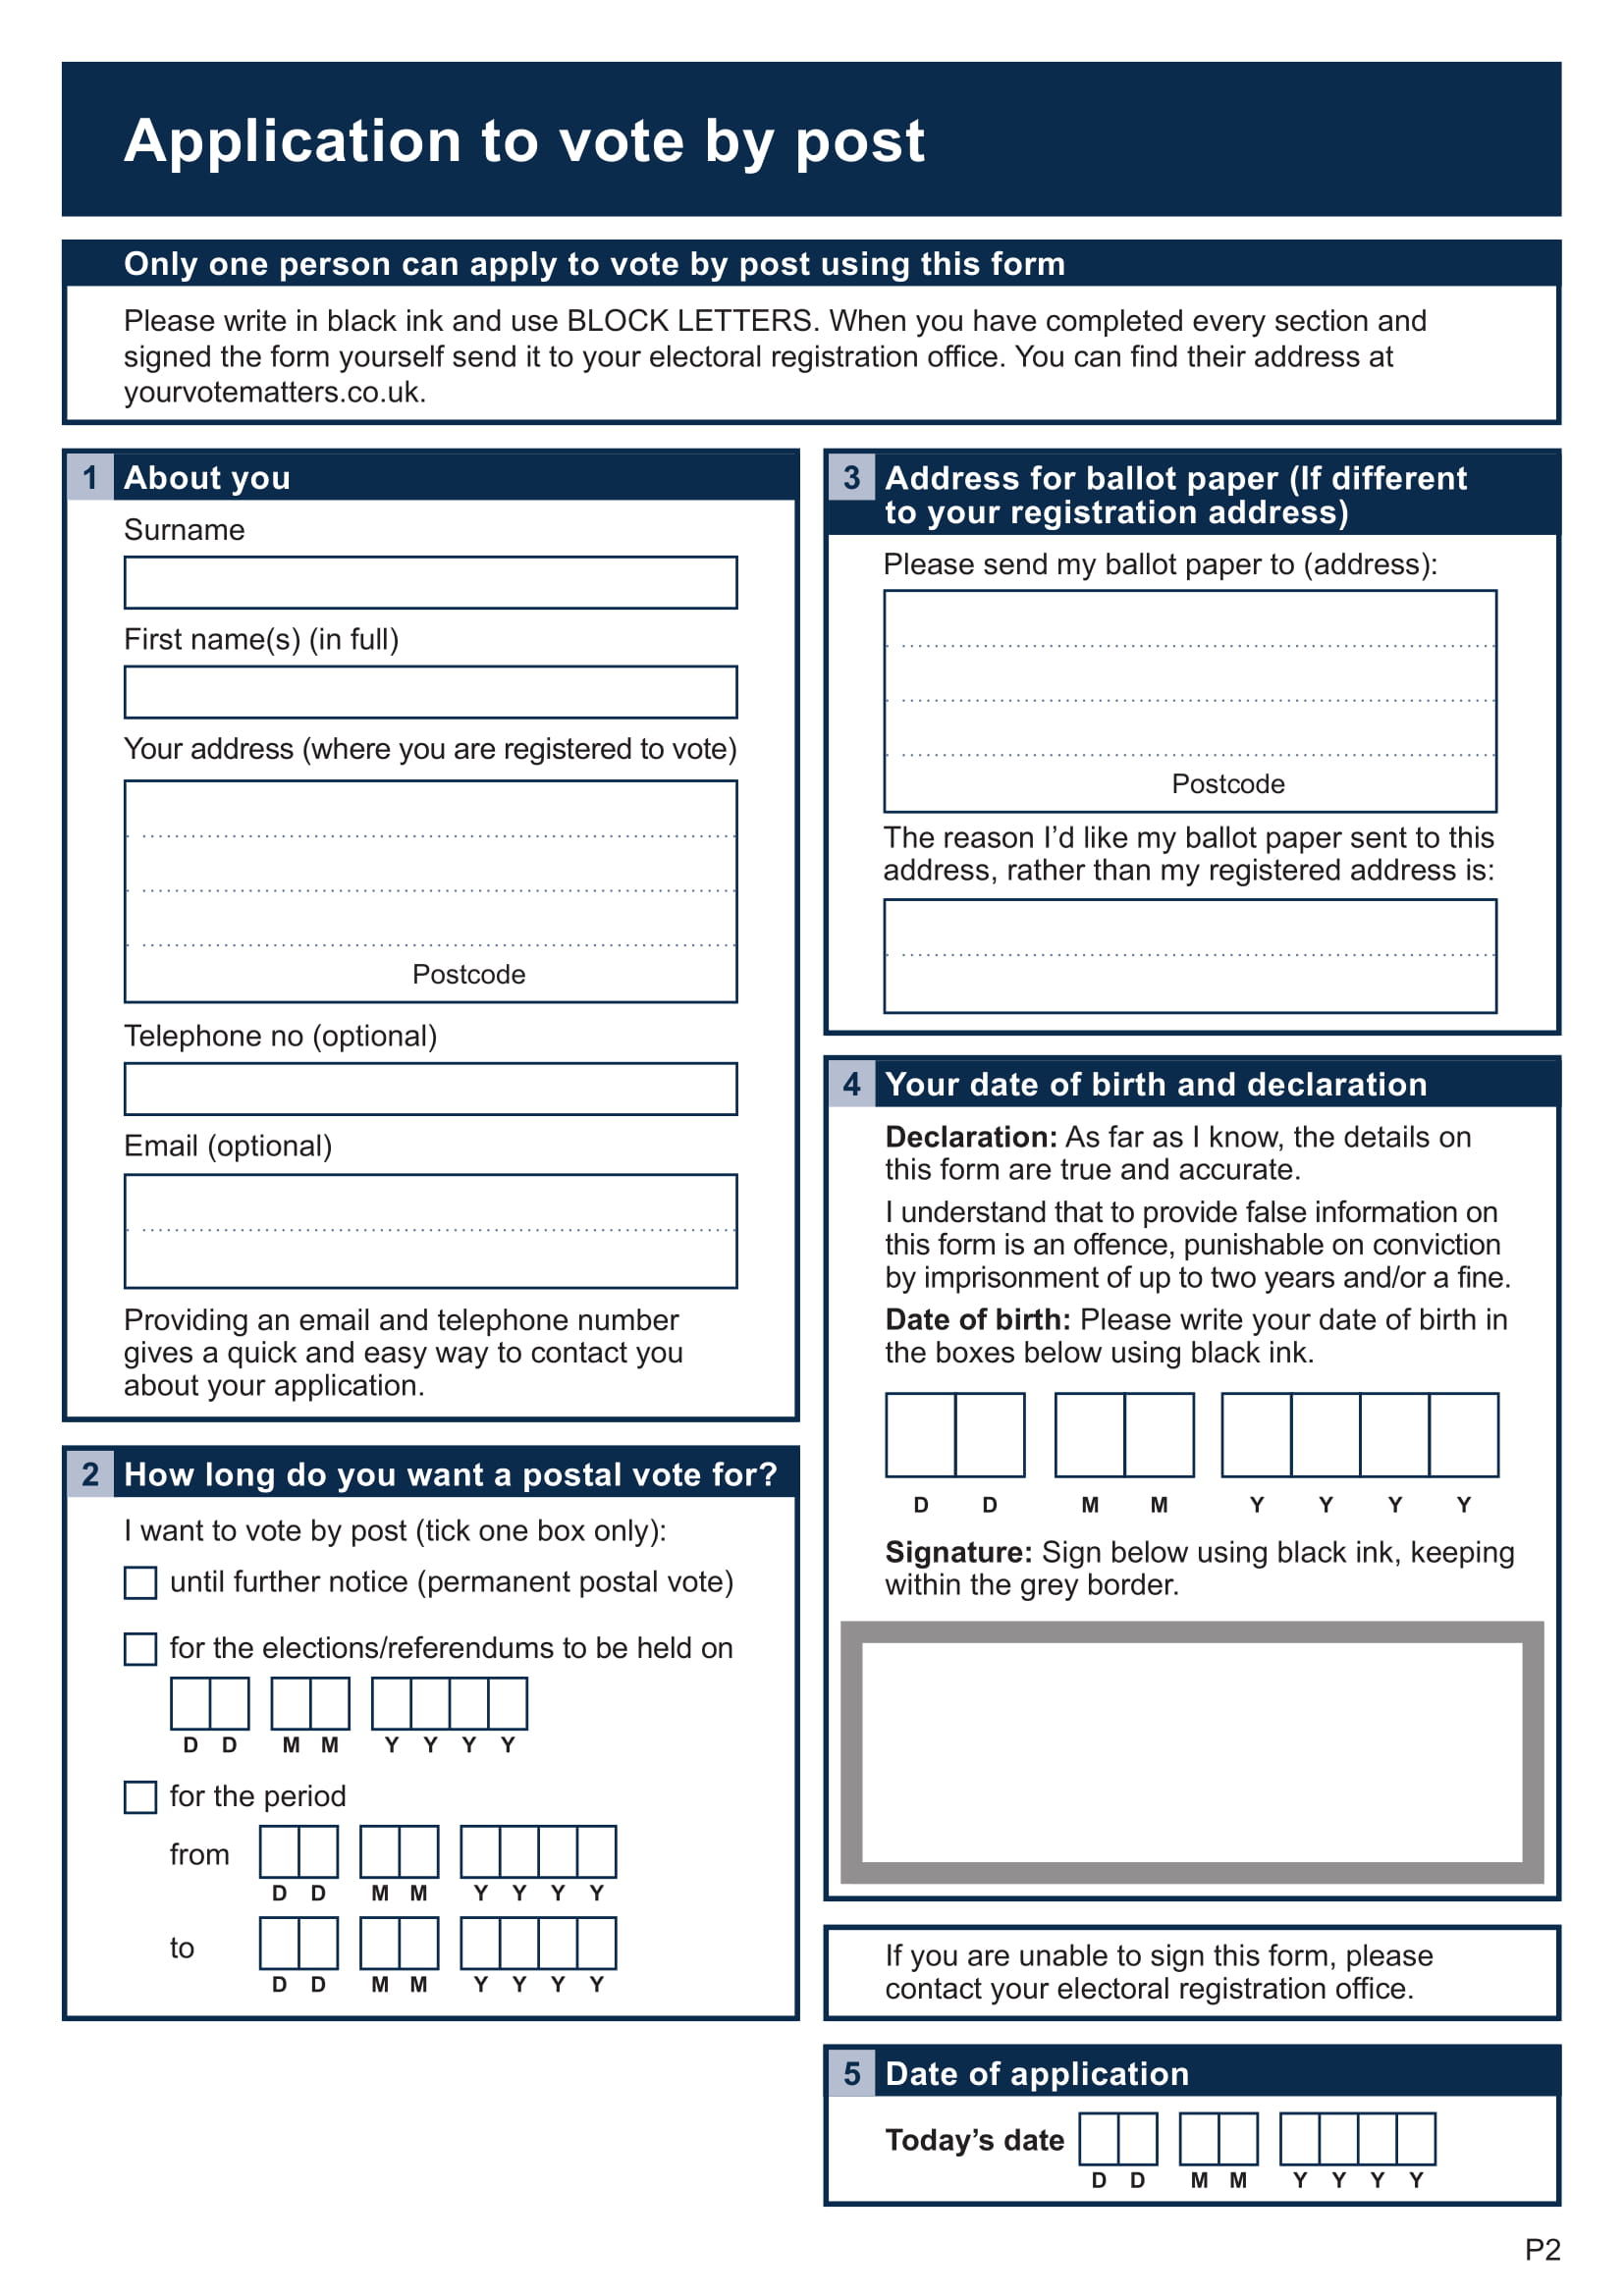 Application to vote by post
Only one person can apply to vote by post using this form
Please write in black ink and use BLOCK LETTERS. When you have completed every section and
signed the form yourself send it to your electoral registration office. You can find their address at
yourvotematters.co.uk.
1 About you
Surname
First name(s) (in full)
Your address (where you are registered to vote)
Postcode
Telephone no (optional)
Email (optional)
Providing an email and telephone number
gives a quick and easy way to contact you
about your application.
2 How long do you want a postal vote for?
I want to vote by post (tick one box only):
until further notice (permanent postal vote)
for the elections/referendums to be held on
D D M M Y Y Y Y
for the period
from
D D M M Y Y Y Y
to
D D M M Y Y Y Y
3 Address for ballot paper (If different
to your registration address)
Please send my ballot paper to (address):
Postcode
The reason I’d like my ballot paper sent to this
address, rather than my registered address is:
4 Your date of birth and declaration
Declaration: As far as I know, the details on
this form are true and accurate.
I understand that to provide false information on
this form is an offence, punishable on conviction
by imprisonment of up to two years and/or a fine.
Date of birth: Please write your date of birth in
the boxes below using black ink.
D D M M Y Y Y Y
Signature: Sign below using black ink, keeping
within the grey border.
If you are unable to sign this form, please
contact your electoral registration office.
5 Date of application
Today’s date
D D M M Y Y Y Y
P2